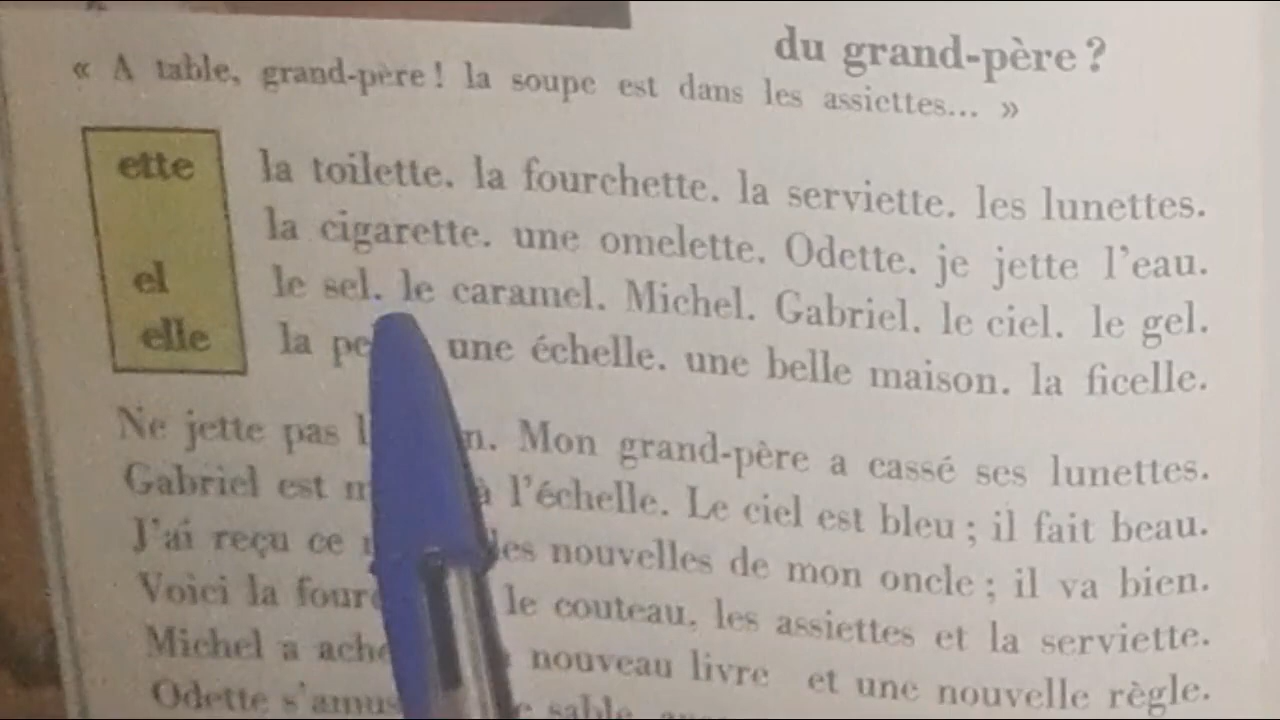 du grand-père ?
« A table, grand-père ! la soupe est dans les assiettes... »
ette la toilette. la fourchette. la serviette. les lunettes.
la cigarette. une omelette. Odette. je jette l'eau.
el le sel. le caramel. Michel. Gabriel. le ciel. le gel.
elle la une échelle. une belle maison. la ficelle.
Ne jette pas Mon grand-père a cassé ses lunettes.
Gabriel est à l'échelle. Le ciel est bleu ; il fait beau.
J'ai reçu ce des nouvelles de mon oncle ; il va bien.
Voici la le couteau, les assiettes et la serviette.
Michel a nouveau livre et une nouvelle règle.
Odette sable